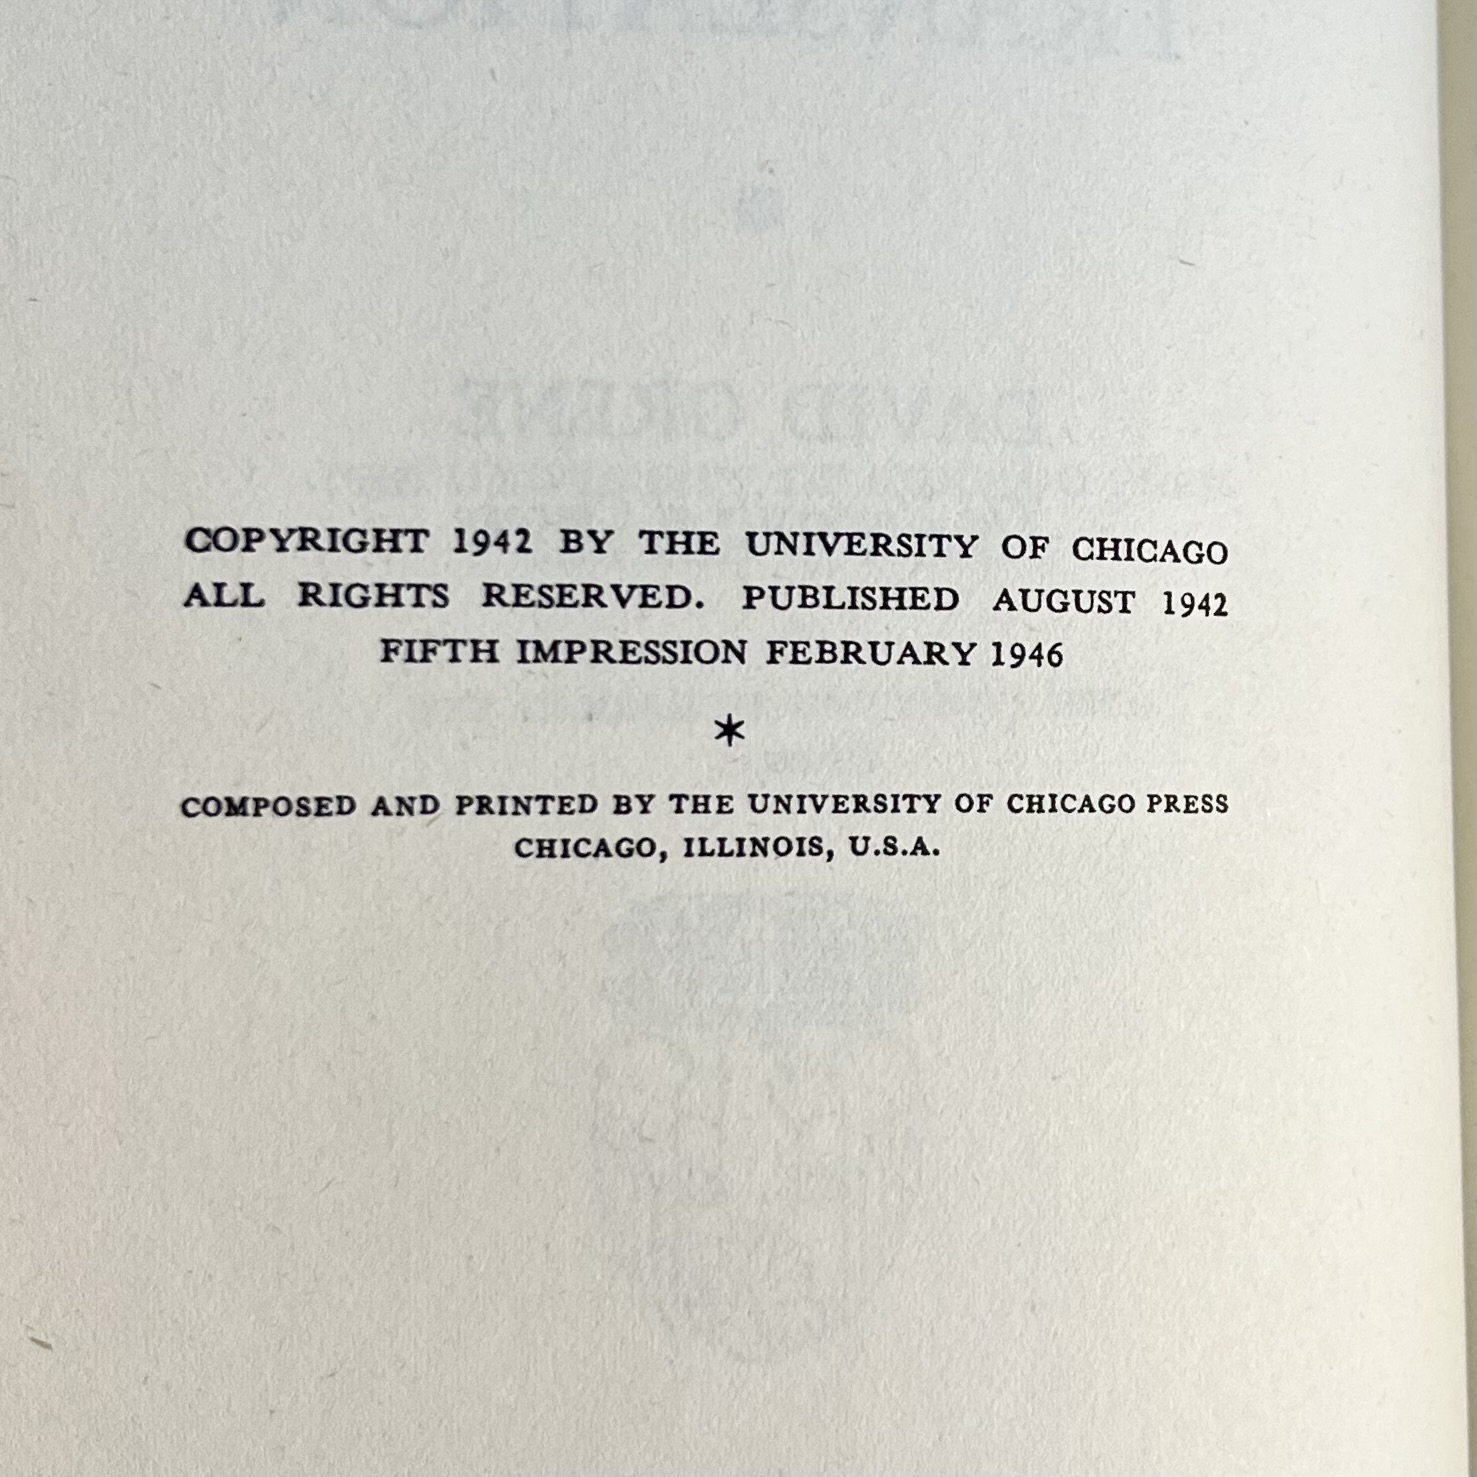 COPYRIGHT 1942 BY THE UNIVERSITY OF CHICAGO
ALL RIGHTS RESERVED. PUBLISHED AUGUST 1942
FIFTH IMPRESSION FEBRUARY 1946
*
COMPOSED AND PRINTED BY THE UNIVERSITY OF CHICAGO PRESS
CHICAGO, ILLINOIS, U.S.A.